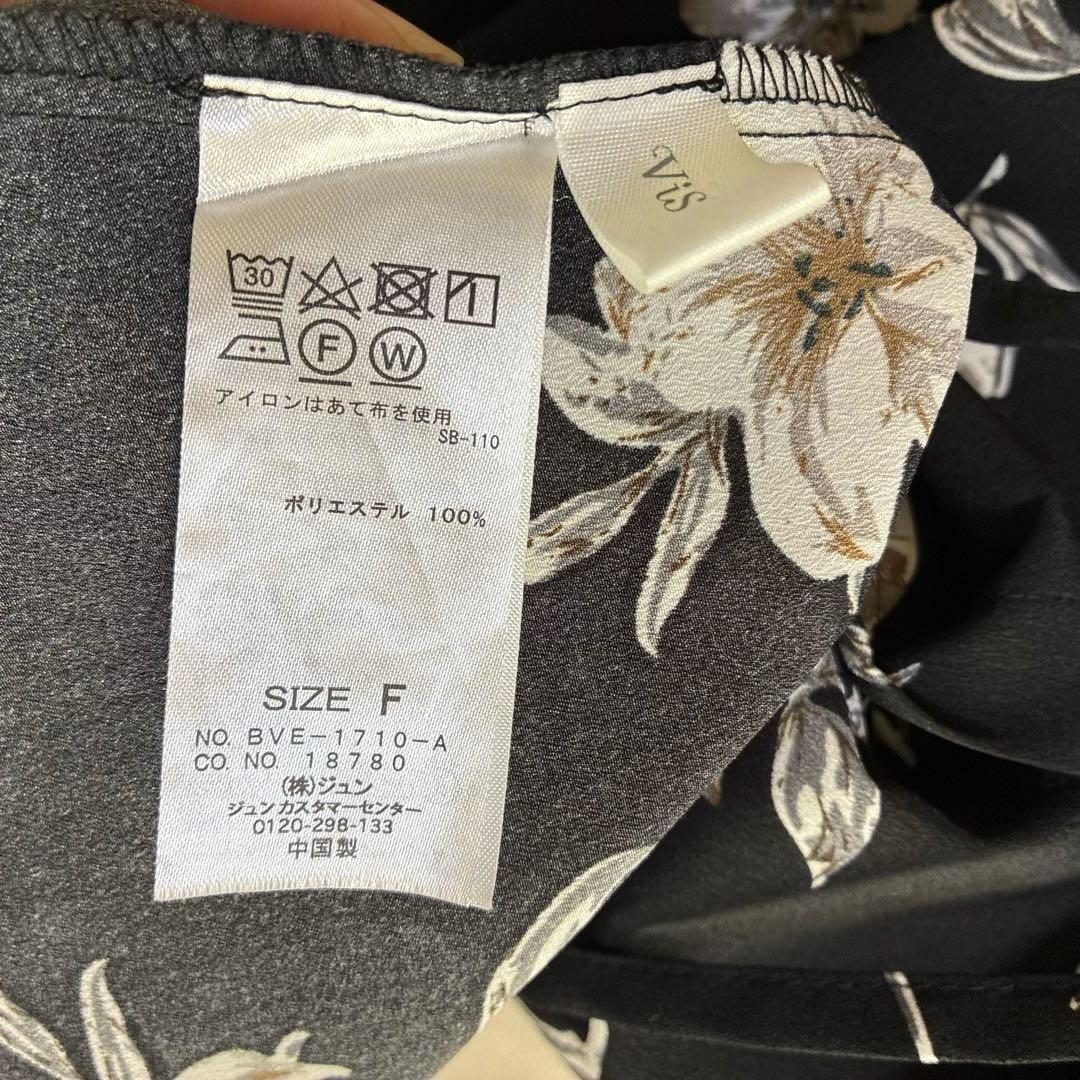 F
ViS
30
F W
アイロンはあて布を使用
SB-110
ポリエステル 100%
SIZE F
NO. BVE-1710-A
CO. NO. 18780
(株)ジュン
ジュンカスタマーセンター
0120-298-133
中国製